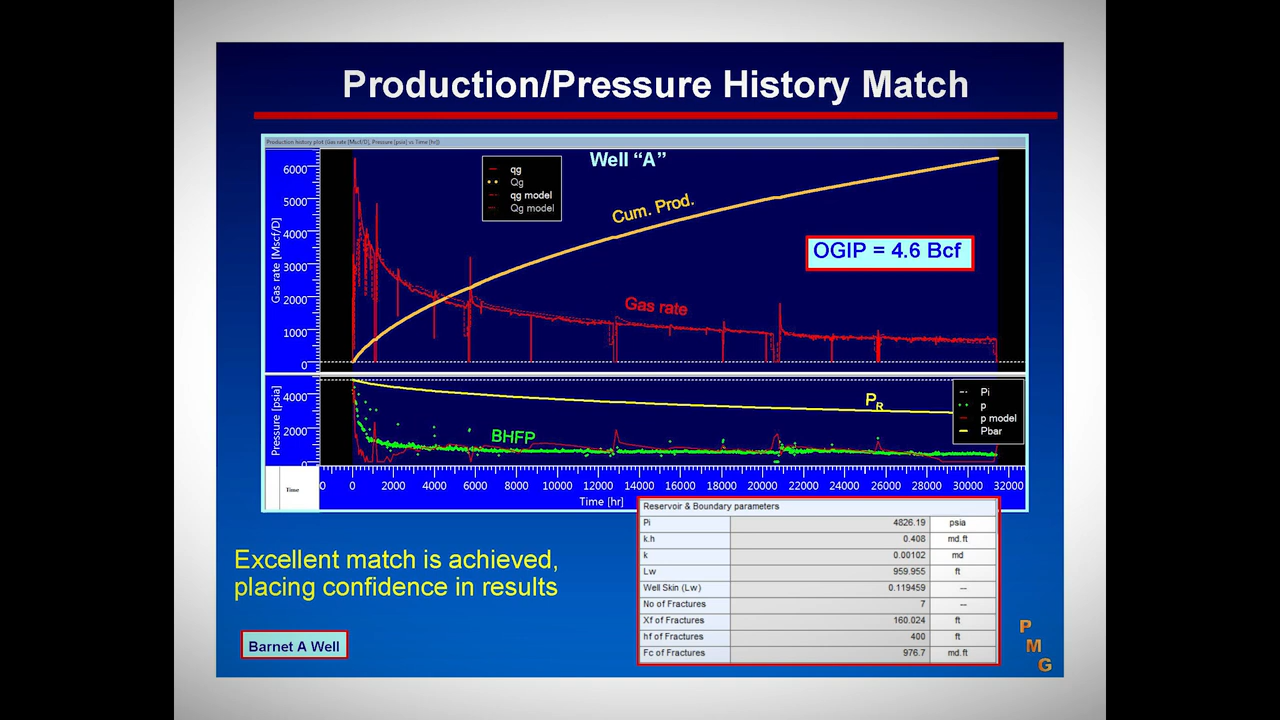 Production/Pressure History Match
Production history plot (Gas rate [Mscf/D], Pressure [psia] vs Time [hr])
Well “A”
qg
Qg
qg model
Qg model
Cum. Prod.
OGIP = 4.6 Bcf
Gas rate
Gas rate [Mscf/D]
6000
5000
4000
3000
2000
1000
0
Pressure [psia]
4000
2000
0
PR
BHFP
Pi
p
p model
Pbar
Time
0 0 2000 4000 6000 8000 10000 12000 14000 16000 18000 20000 22000 24000 26000 28000 30000 32000
Time [hr]
Reservoir & Boundary parameters
Pi 4826.19 psia
k.h 0.408 md.ft
k 0.00102 md
Lw 959.955 ft
Well Skin (Lw) 0.119459 --
No of Fractures 7 --
Xf of Fractures 160.024 ft
hf of Fractures 400 ft
Fc of Fractures 976.7 md.ft
Excellent match is achieved,
placing confidence in results
Barnet A Well
P
M
G